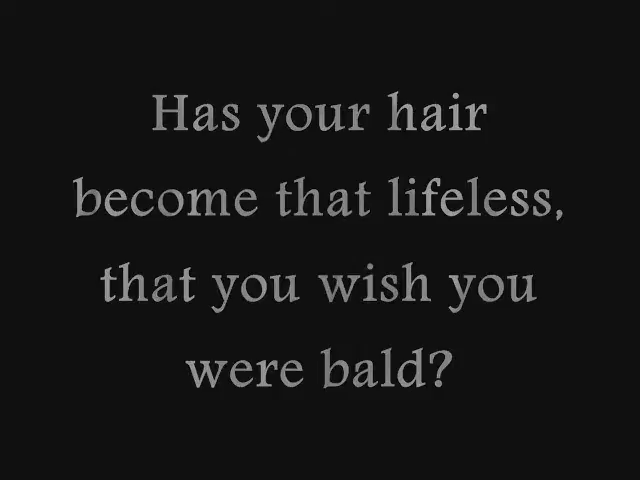 Has your hair
become that lifeless,
that you wish you
were bald?